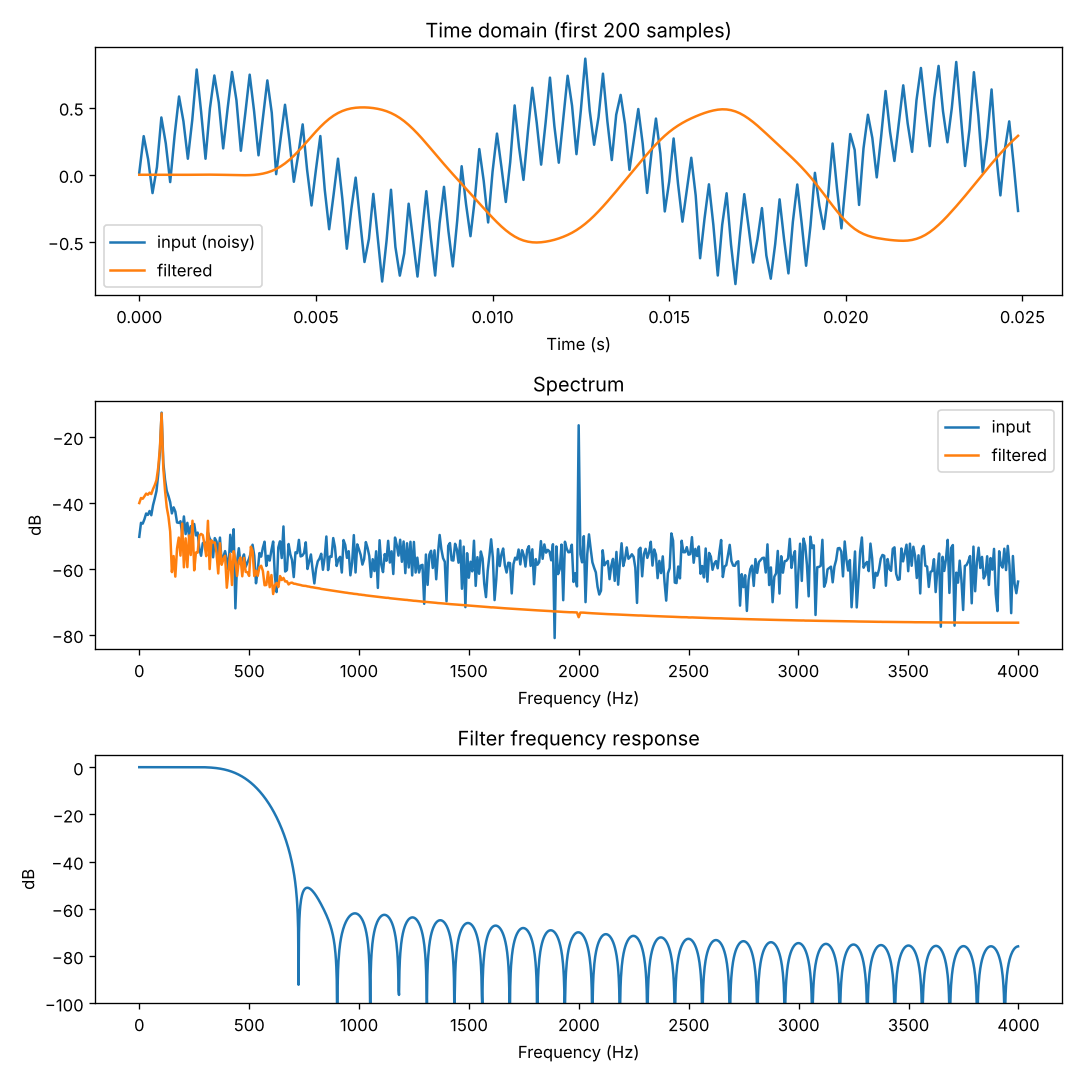 Time domain (first 200 samples)
0.5
0.0
−0.5
input (noisy)
filtered
0.000 0.005 0.010 0.015 0.020 0.025
Time (s)
Spectrum
−20
−40
−60
−80
dB
input
filtered
0 500 1000 1500 2000 2500 3000 3500 4000
Frequency (Hz)
Filter frequency response
0
−20
−40
−60
−80
−100
dB
0 500 1000 1500 2000 2500 3000 3500 4000
Frequency (Hz)